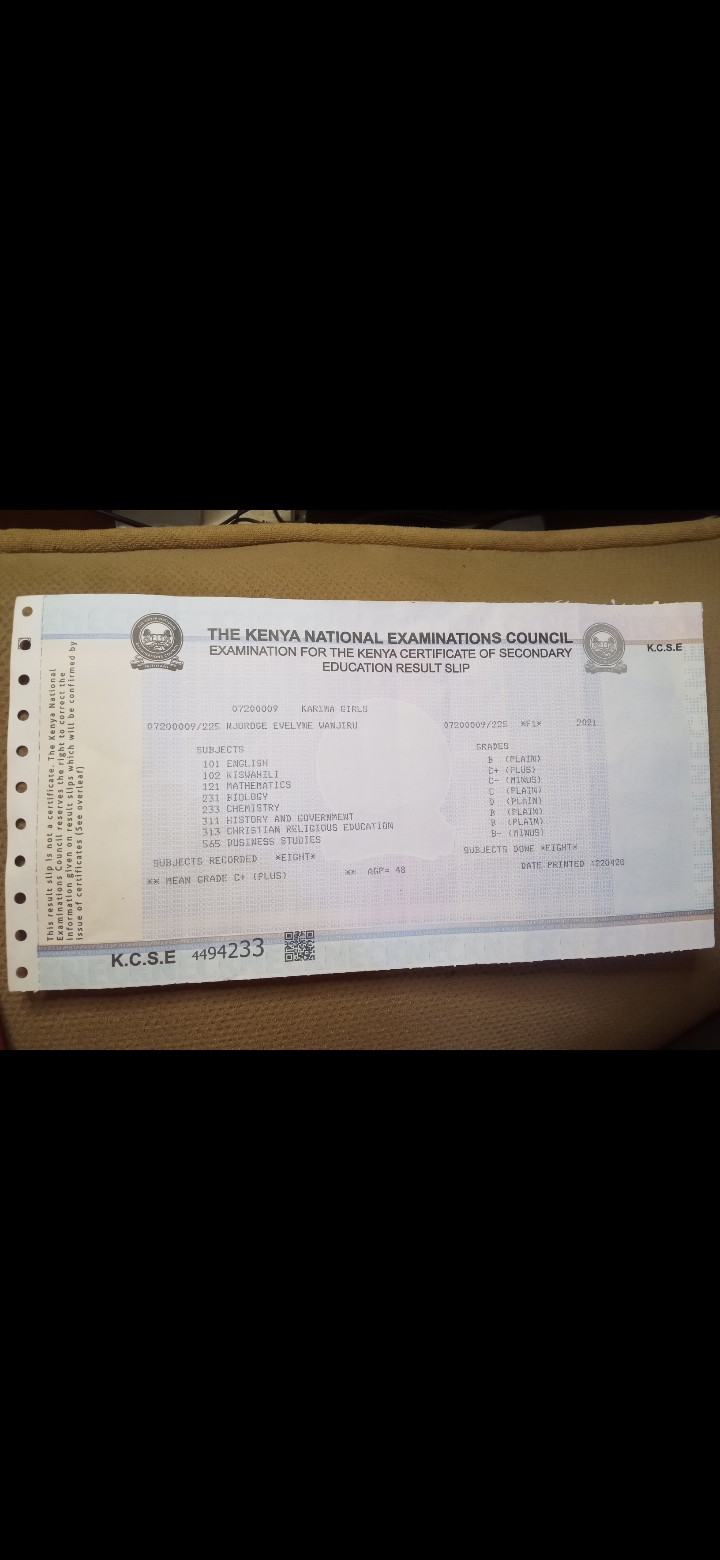 THE KENYA NATIONAL EXAMINATIONS COUNCIL
EXAMINATION FOR THE KENYA CERTIFICATE OF SECONDARY
EDUCATION RESULT SLIP
K.C.S.E
07200009 KARIMA GIRLS
07200009/225 NJOROGE EVELYNE WANJIRU 07200009/225 *F1* 2021
SUBJECTS GRADES
101 ENGLISH B (PLAIN)
102 KISWAHILI C+ (PLUS)
121 MATHEMATICS C- (MINUS)
231 BIOLOGY C (PLAIN)
233 CHEMISTRY D (PLAIN)
311 HISTORY AND GOVERNMENT B (PLAIN)
313 CHRISTIAN RELIGIOUS EDUCATION B (PLAIN)
565 BUSINESS STUDIES B- (MINUS)
SUBJECTS RECORDED *EIGHT* SUBJECTS DONE *EIGHT*
** MEAN GRADE C+ (PLUS) ** AGP= 48 DATE PRINTED :220420
K.C.S.E 4494233
This result slip is not a certificate. The Kenya National
Examinations Council reserves the right to correct the
information given on result slips which will be confirmed by
issue of certificates (See overleaf)